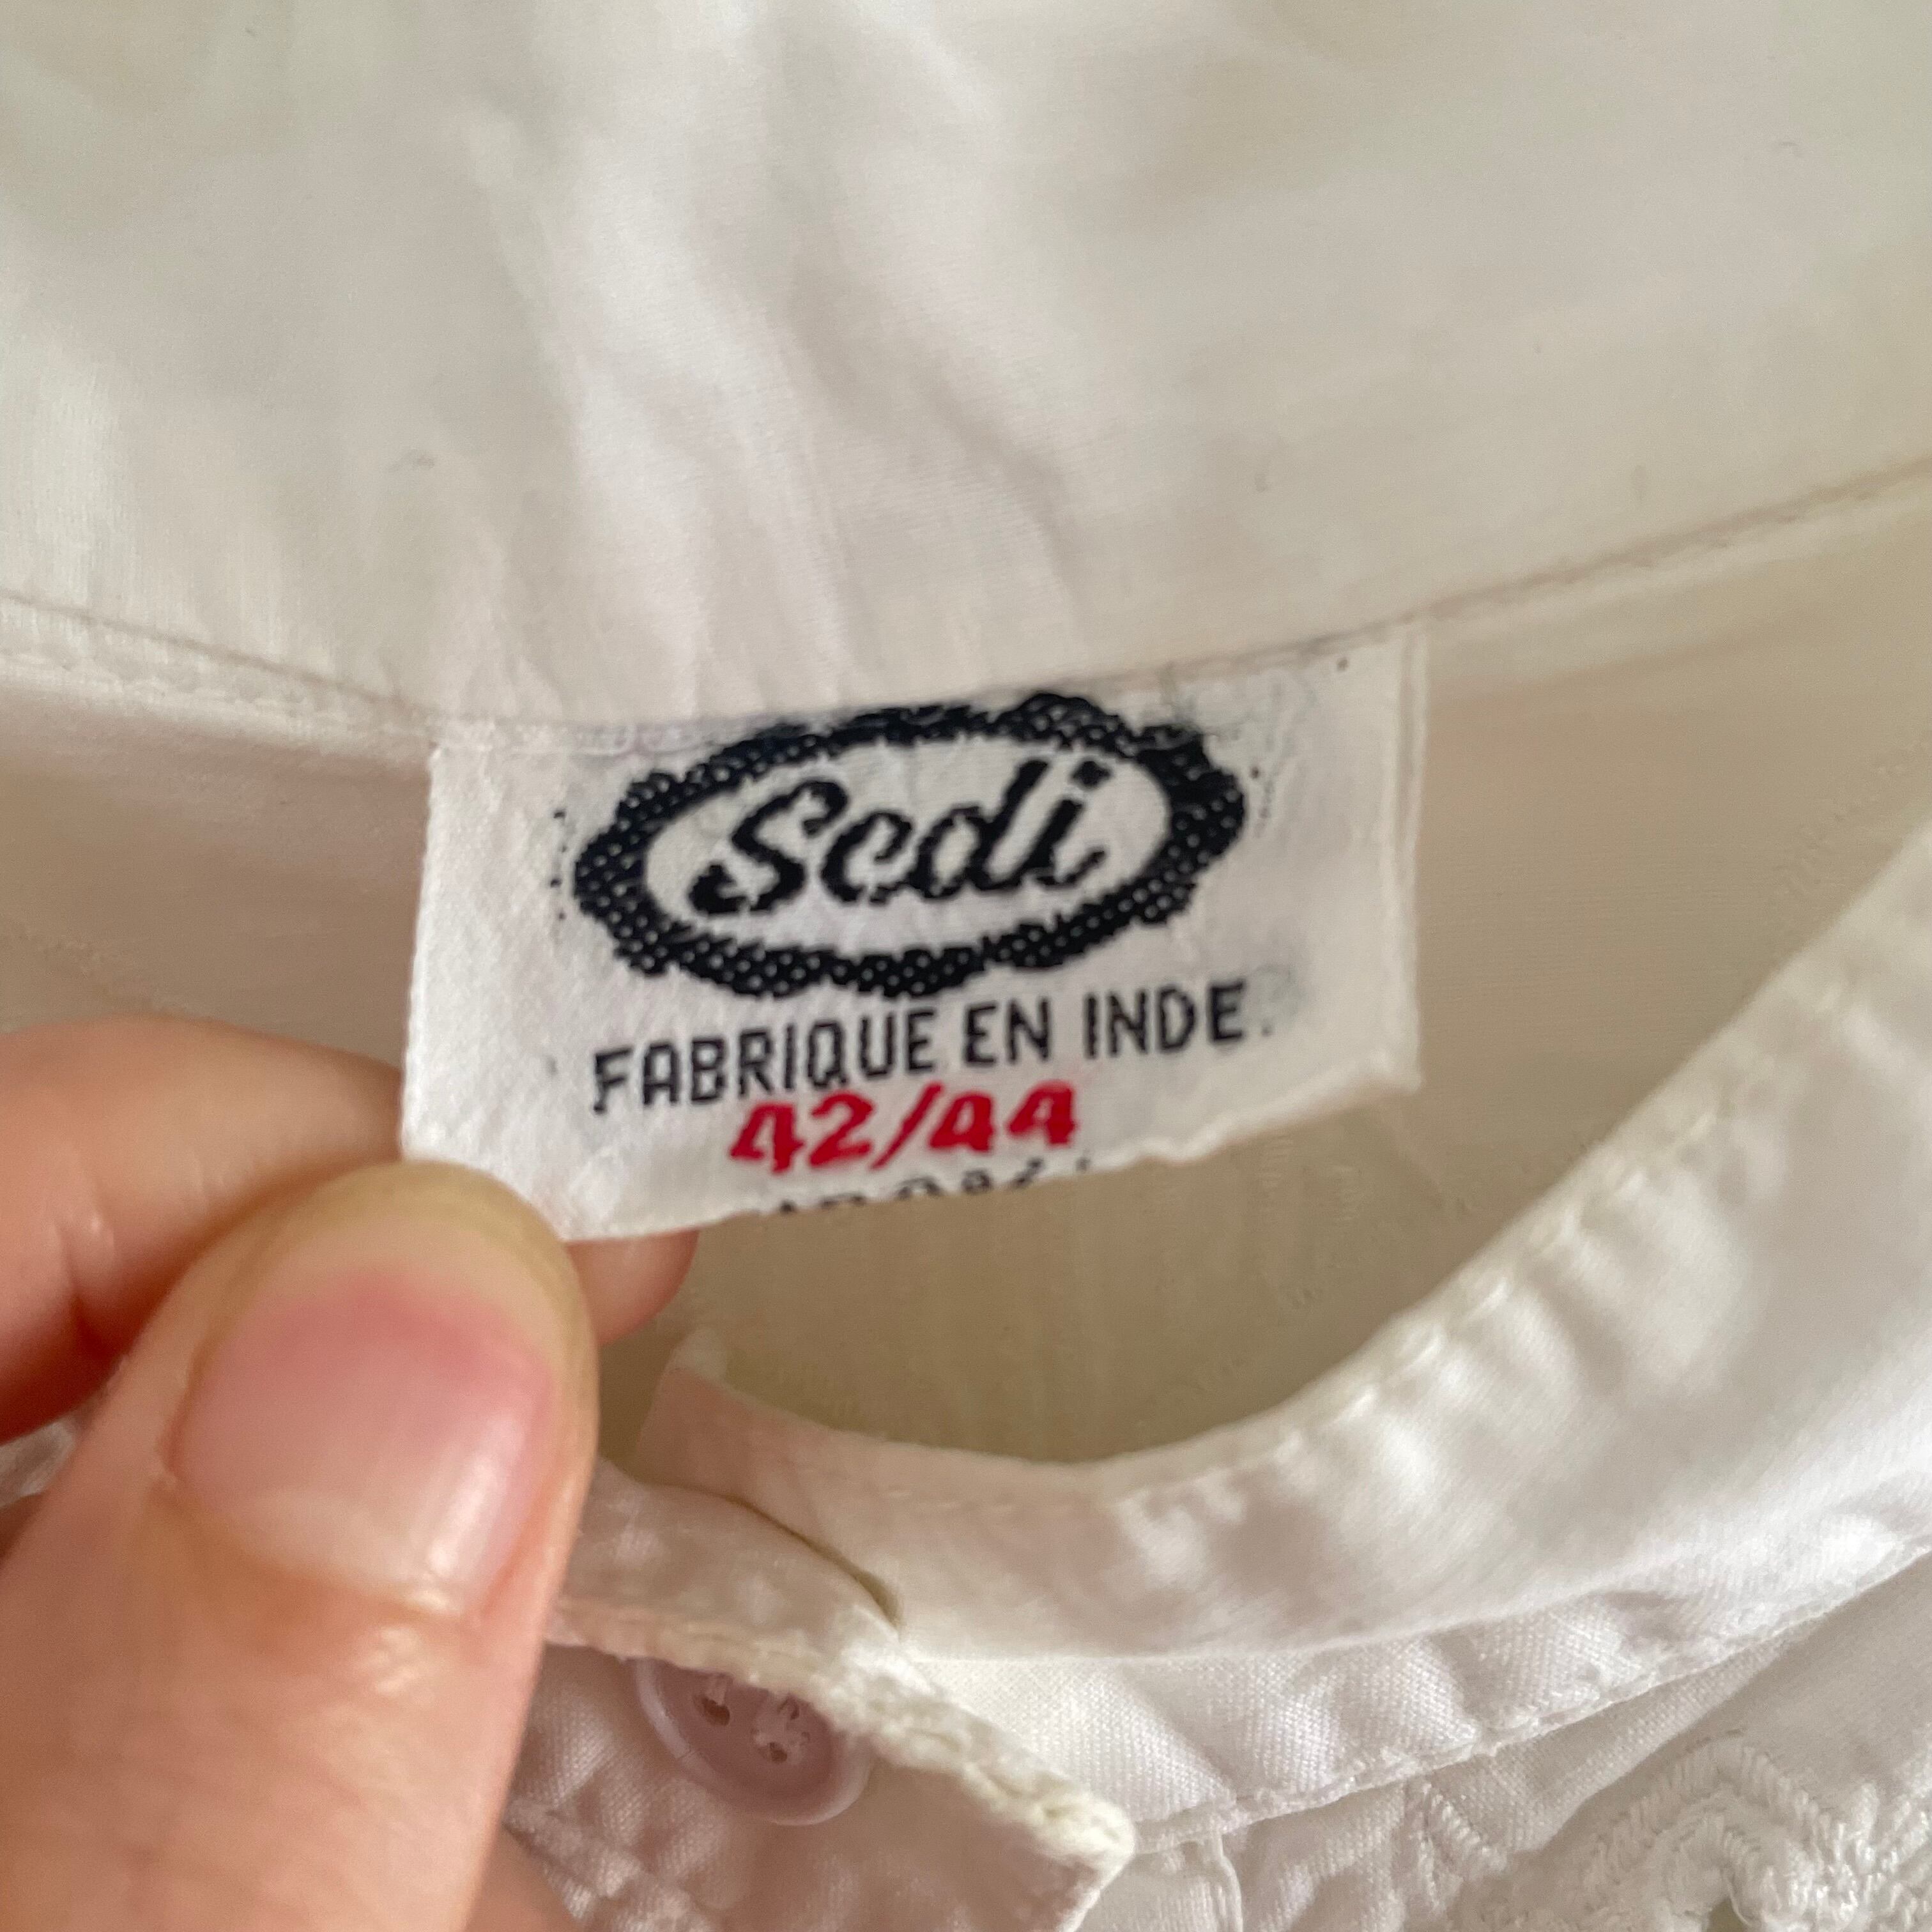 Sedi
FABRIQUE EN INDE
42/44